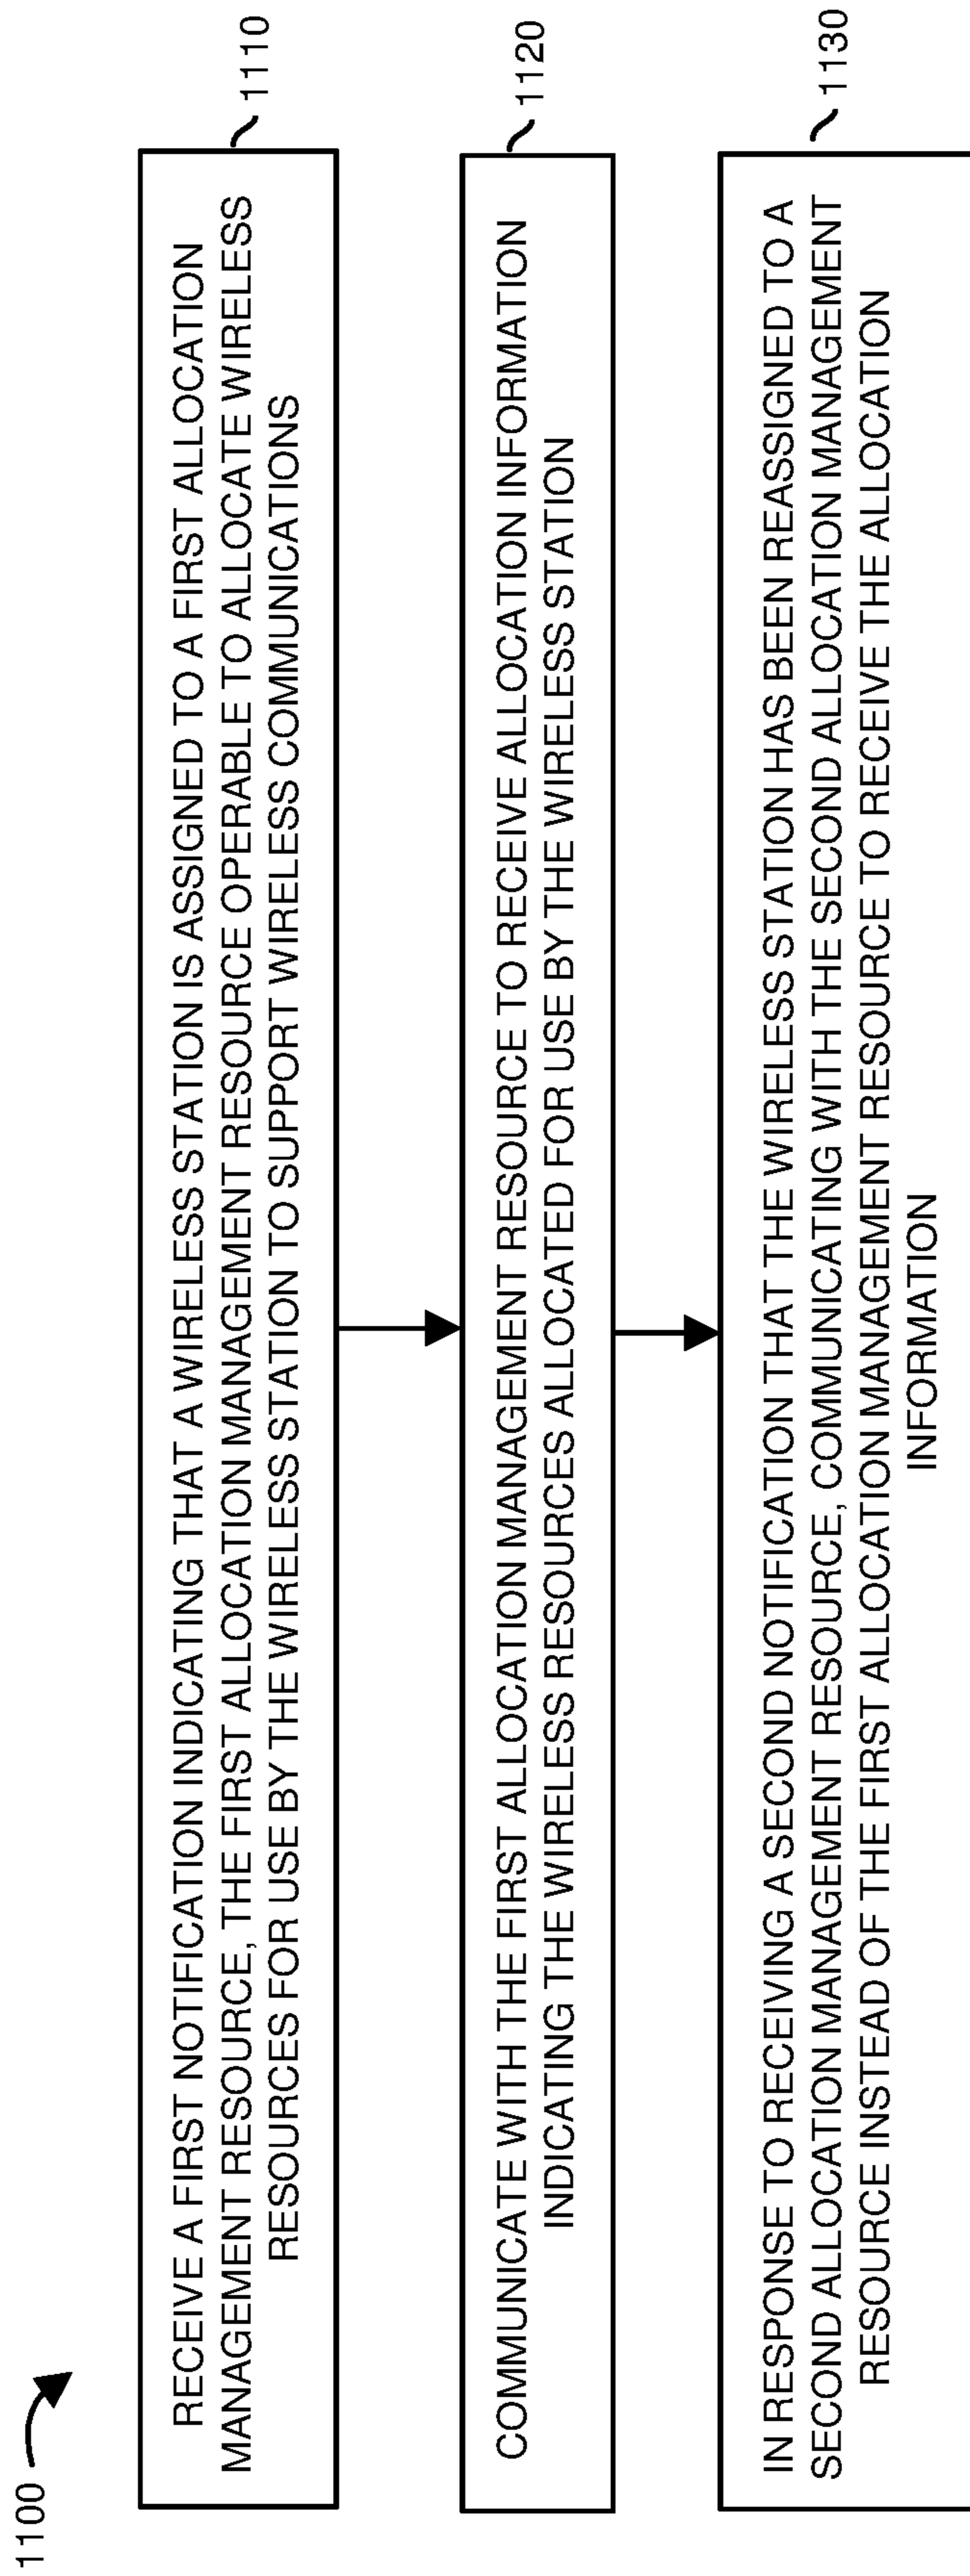 1100
RECEIVE A FIRST NOTIFICATION INDICATING THAT A WIRELESS STATION IS ASSIGNED TO A FIRST ALLOCATION
MANAGEMENT RESOURCE, THE FIRST ALLOCATION MANAGEMENT RESOURCE OPERABLE TO ALLOCATE WIRELESS
RESOURCES FOR USE BY THE WIRELESS STATION TO SUPPORT WIRELESS COMMUNICATIONS
1110
COMMUNICATE WITH THE FIRST ALLOCATION MANAGEMENT RESOURCE TO RECEIVE ALLOCATION INFORMATION
INDICATING THE WIRELESS RESOURCES ALLOCATED FOR USE BY THE WIRELESS STATION
1120
IN RESPONSE TO RECEIVING A SECOND NOTIFICATION THAT THE WIRELESS STATION HAS BEEN REASSIGNED TO A
SECOND ALLOCATION MANAGEMENT RESOURCE, COMMUNICATING WITH THE SECOND ALLOCATION MANAGEMENT
RESOURCE INSTEAD OF THE FIRST ALLOCATION MANAGEMENT RESOURCE TO RECEIVE THE ALLOCATION
INFORMATION
1130